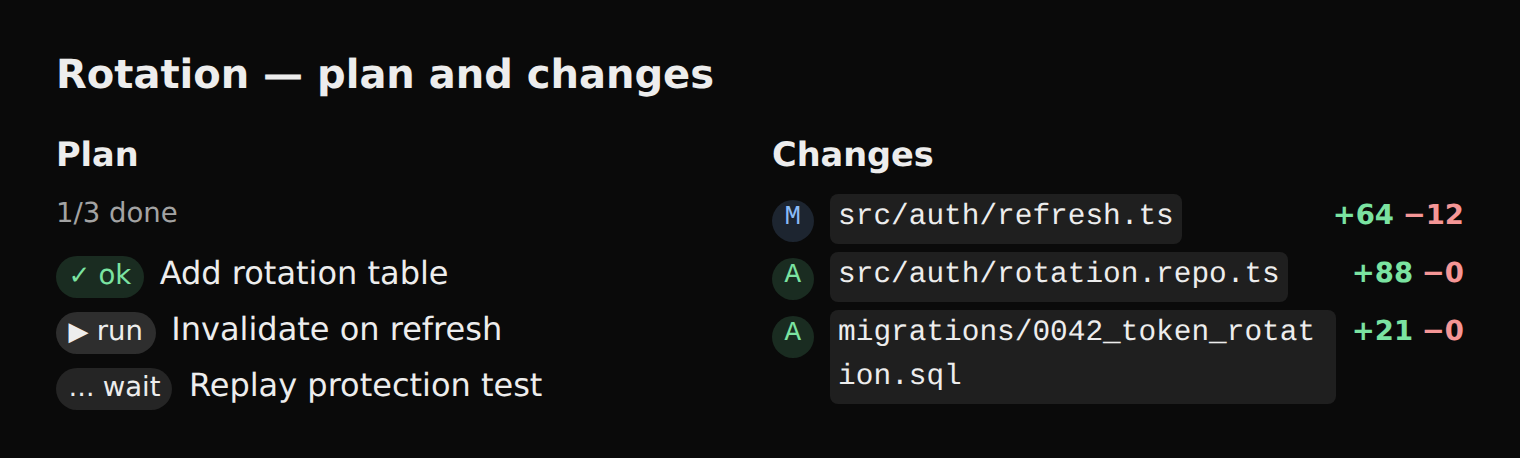 Rotation — plan and changes
Plan
1/3 done
✓ ok Add rotation table
▶ run Invalidate on refresh
… wait Replay protection test
Changes
M src/auth/refresh.ts +64 −12
A src/auth/rotation.repo.ts +88 −0
A migrations/0042_token_rotat +21 −0
ion.sql